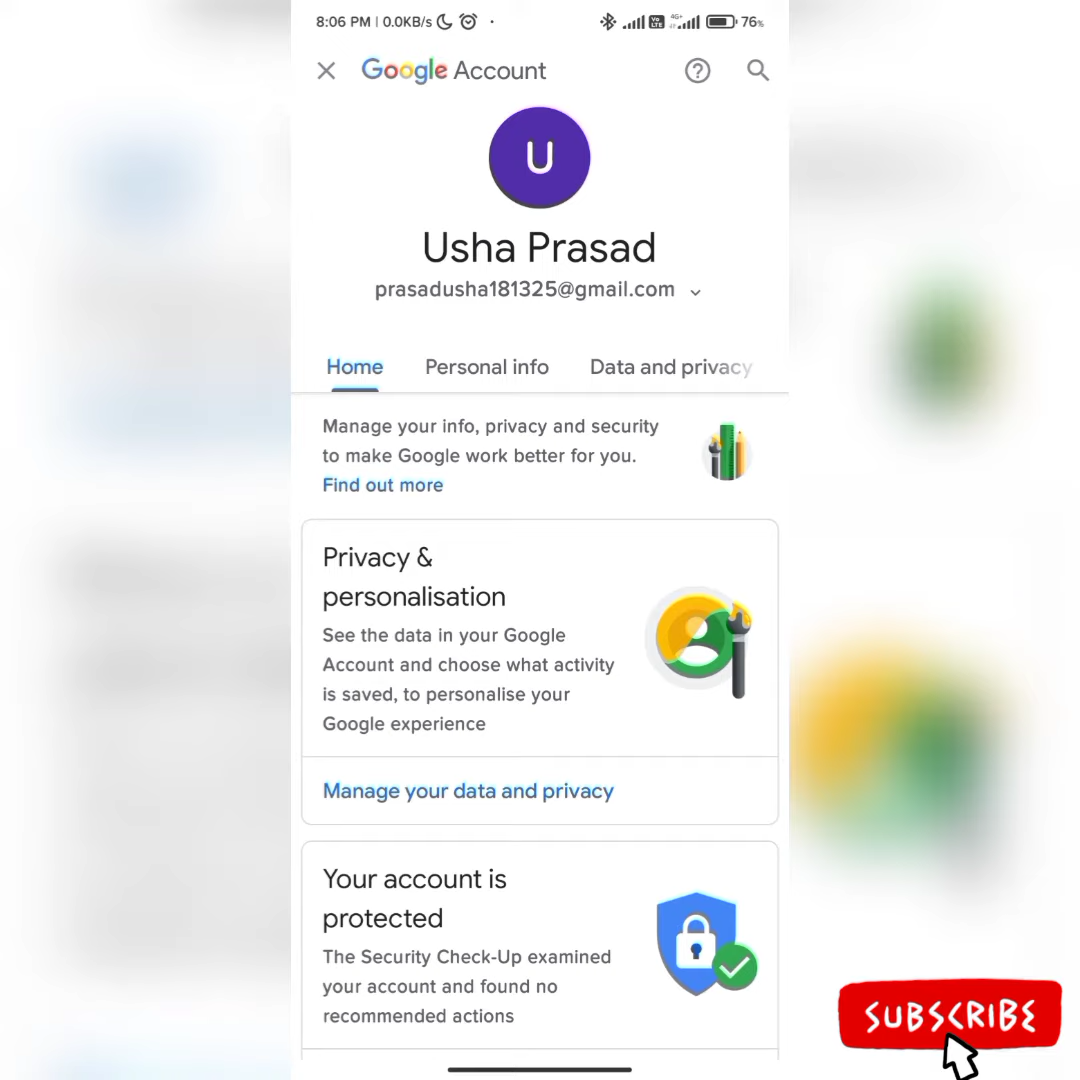 8:06 PM | 0.0KB/s
Vo LTE 4G+ 76%
Google Account
U
Usha Prasad
prasadusha181325@gmail.com
Home Personal info Data and privacy
Manage your info, privacy and security
to make Google work better for you.
Find out more
Privacy &
personalisation
See the data in your Google
Account and choose what activity
is saved, to personalise your
Google experience
Manage your data and privacy
Your account is
protected
The Security Check-Up examined
your account and found no
recommended actions
SUBSCRIBE